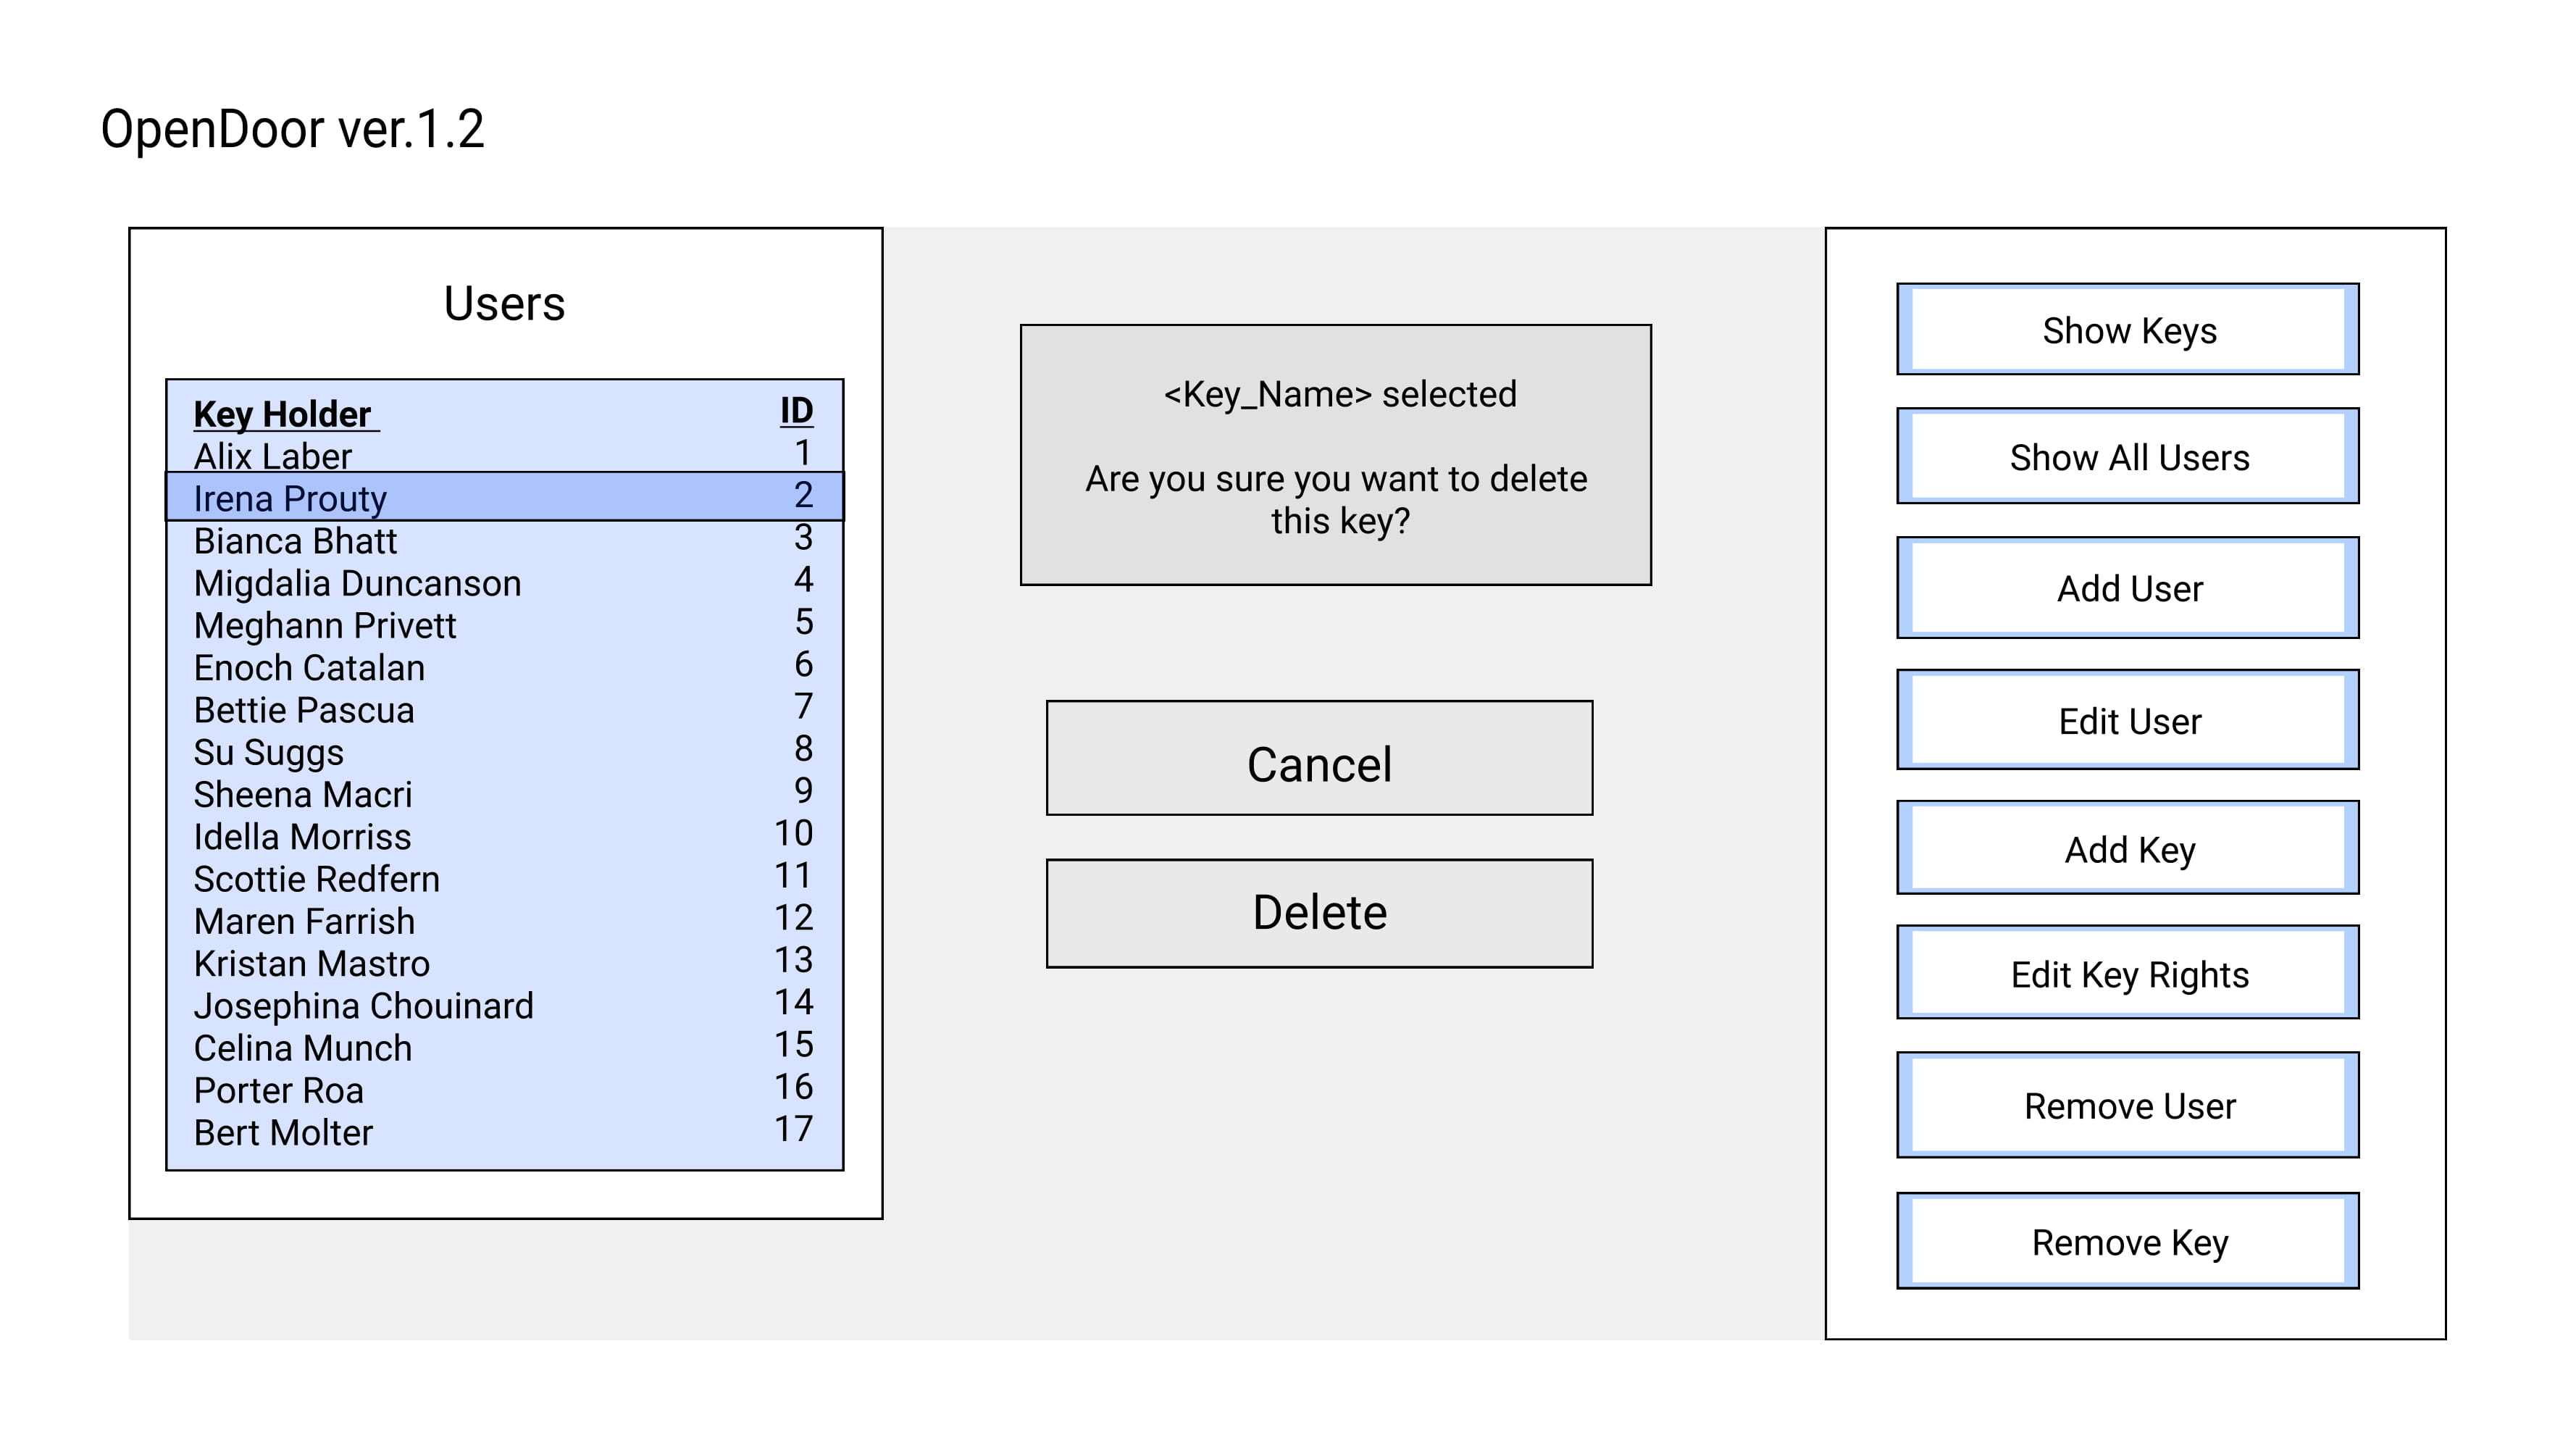 OpenDoor ver.1.2
Users
Key Holder ID
Alix Laber 1
Irena Prouty 2
Bianca Bhatt 3
Migdalia Duncanson 4
Meghann Privett 5
Enoch Catalan 6
Bettie Pascua 7
Su Suggs 8
Sheena Macri 9
Idella Morriss 10
Scottie Redfern 11
Maren Farrish 12
Kristan Mastro 13
Josephina Chouinard 14
Celina Munch 15
Porter Roa 16
Bert Molter 17
<Key_Name> selected
Are you sure you want to delete
this key?
Cancel
Delete
Show Keys
Show All Users
Add User
Edit User
Add Key
Edit Key Rights
Remove User
Remove Key